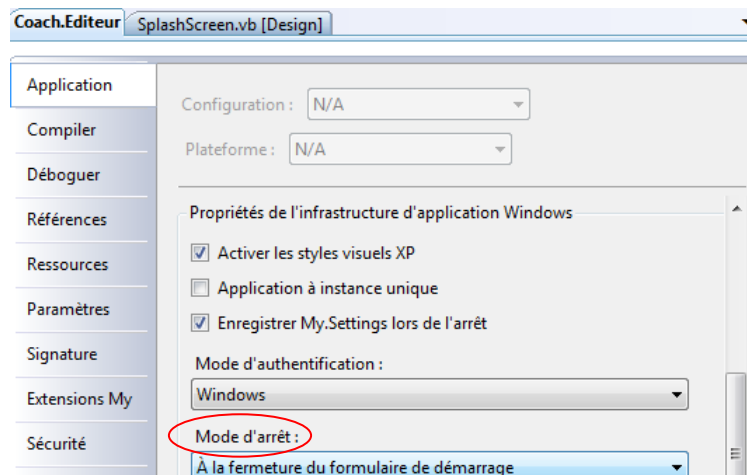 Coach.Editeur SplashScreen.vb [Design]
Application
Compiler
Déboguer
Références
Ressources
Paramètres
Signature
Extensions My
Sécurité
Configuration : N/A
Plateforme : N/A
Propriétés de l'infrastructure d'application Windows
Activer les styles visuels XP
Application à instance unique
Enregistrer My.Settings lors de l'arrêt
Mode d'authentification :
Windows
Mode d'arrêt :
À la fermeture du formulaire de démarrage